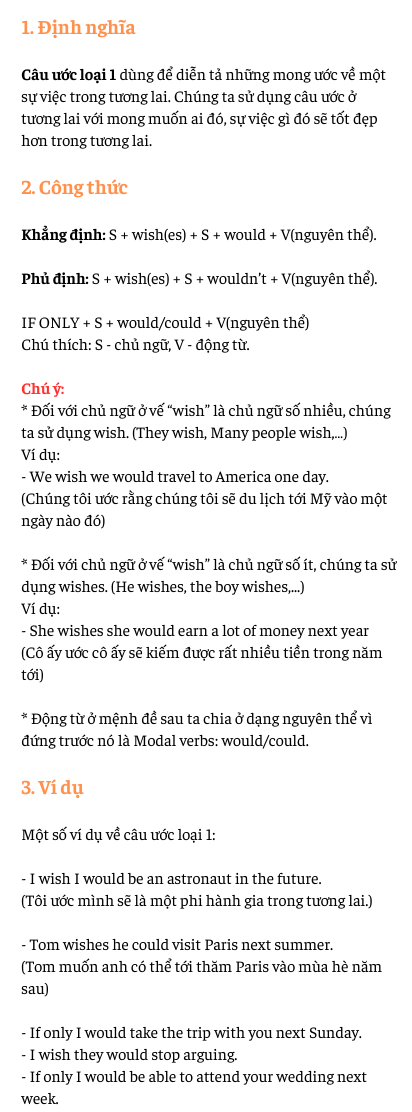 1. Định nghĩa
Câu ước loại 1 dùng để diễn tả những mong ước về một
sự việc trong tương lai. Chúng ta sử dụng câu ước ở
tương lai với mong muốn ai đó, sự việc gì đó sẽ tốt đẹp
hơn trong tương lai.
2. Công thức
Khẳng định: S + wish(es) + S + would + V(nguyên thể).
Phủ định: S + wish(es) + S + wouldn’t + V(nguyên thể).
IF ONLY + S + would/could + V(nguyên thể)
Chú thích: S - chủ ngữ, V - động từ.
Chú ý:
* Đối với chủ ngữ ở vế “wish” là chủ ngữ số nhiều, chúng
ta sử dụng wish. (They wish, Many people wish,...)
Ví dụ:
- We wish we would travel to America one day.
(Chúng tôi ước rằng chúng tôi sẽ du lịch tới Mỹ vào một
ngày nào đó)
* Đối với chủ ngữ ở vế “wish” là chủ ngữ số ít, chúng ta sử
dụng wishes. (He wishes, the boy wishes,...)
Ví dụ:
- She wishes she would earn a lot of money next year
(Cô ấy ước cô ấy sẽ kiếm được rất nhiều tiền trong năm
tới)
* Động từ ở mệnh đề sau ta chia ở dạng nguyên thể vì
đứng trước nó là Modal verbs: would/could.
3. Ví dụ
Một số ví dụ về câu ước loại 1:
- I wish I would be an astronaut in the future.
(Tôi ước mình sẽ là một phi hành gia trong tương lai.)
- Tom wishes he could visit Paris next summer.
(Tom muốn anh có thể tới thăm Paris vào mùa hè năm
sau)
- If only I would take the trip with you next Sunday.
- I wish they would stop arguing.
- If only I would be able to attend your wedding next
week.